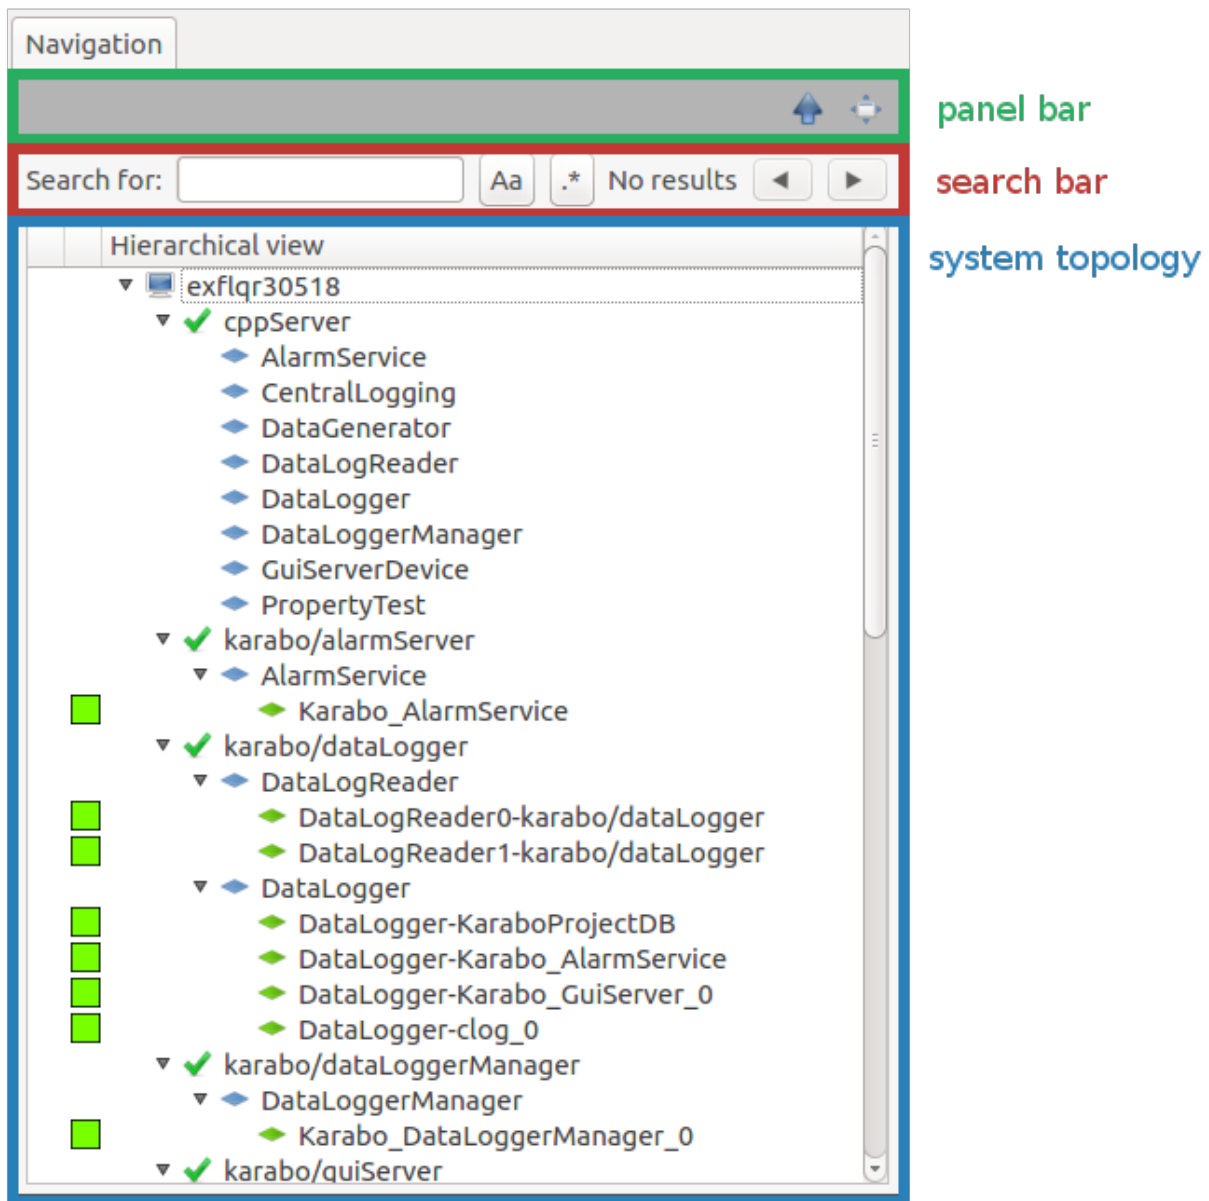 Navigation
panel bar
Search for: Aa .* No results
search bar
Hierarchical view
system topology
exflqr30518
cppServer
AlarmService
CentralLogging
DataGenerator
DataLogReader
DataLogger
DataLoggerManager
GuiServerDevice
PropertyTest
karabo/alarmServer
AlarmService
Karabo_AlarmService
karabo/dataLogger
DataLogReader
DataLogReader0-karabo/dataLogger
DataLogReader1-karabo/dataLogger
DataLogger
DataLogger-KaraboProjectDB
DataLogger-Karabo_AlarmService
DataLogger-Karabo_GuiServer_0
DataLogger-clog_0
karabo/dataLoggerManager
DataLoggerManager
Karabo_DataLoggerManager_0
karabo/guiServer